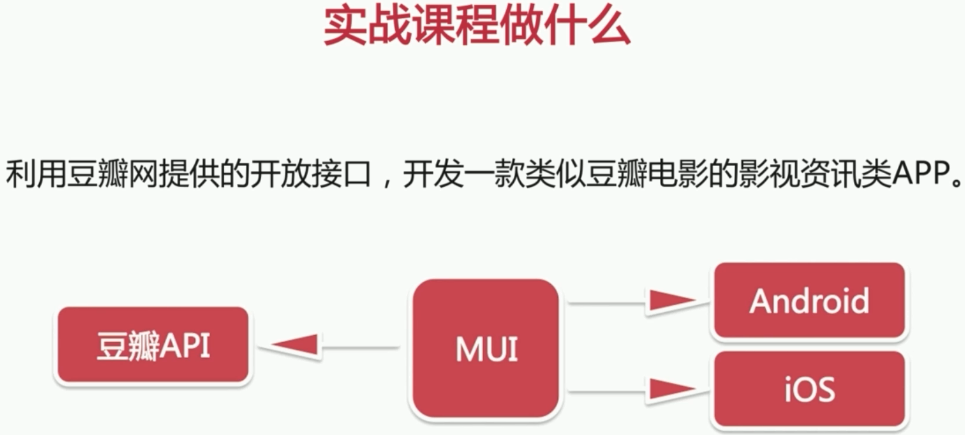 实战课程做什么
利用豆瓣网提供的开放接口，开发一款类似豆瓣电影的影视资讯类APP。
豆瓣API
MUI
Android
iOS